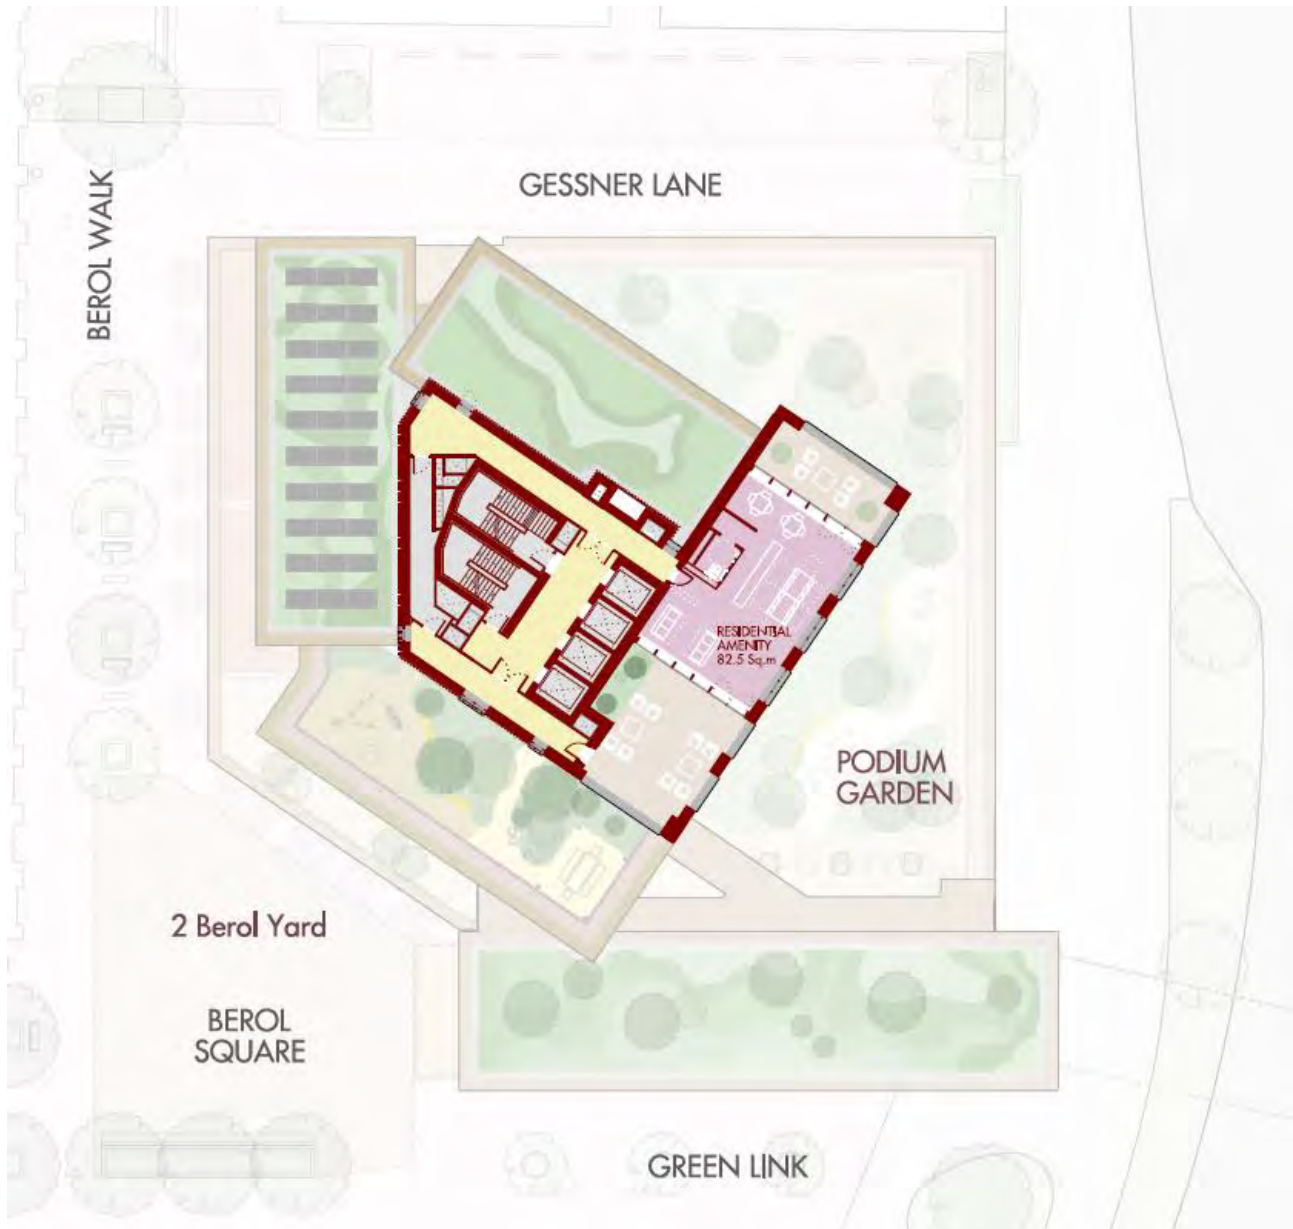 GESSNER LANE
BEROL WALK
RESIDENTIAL
AMENITY
82.5 Sq.m
PODIUM
GARDEN
2 Berol Yard
BEROL
SQUARE
GREEN LINK